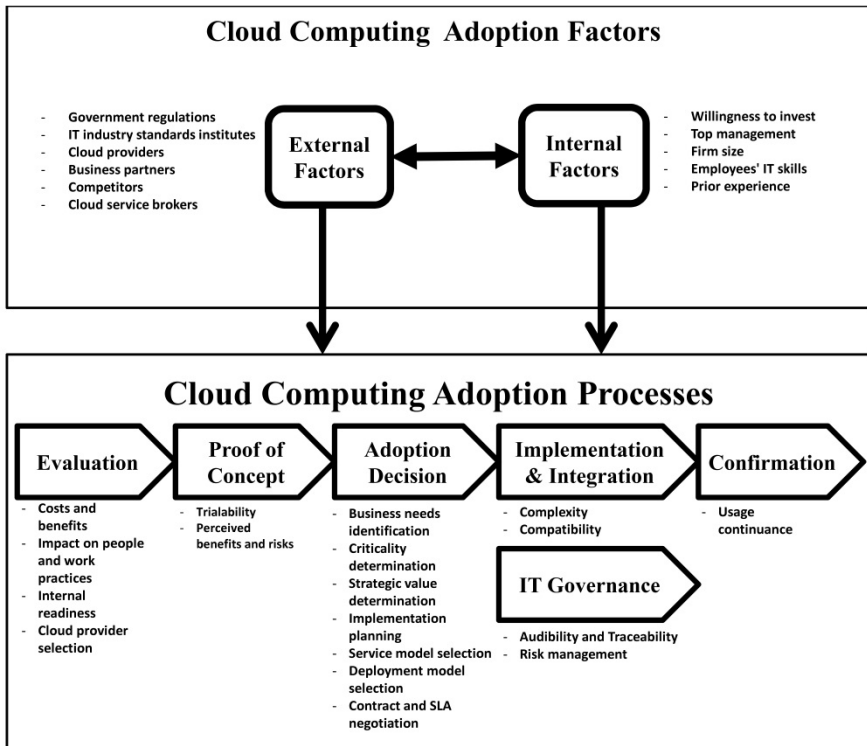 Cloud Computing Adoption Factors
- Government regulations
- IT industry standards institutes
- Cloud providers
- Business partners
- Competitors
- Cloud service brokers
External
Factors
Internal
Factors
- Willingness to invest
- Top management
- Firm size
- Employees' IT skills
- Prior experience
Cloud Computing Adoption Processes
Evaluation
- Costs and
benefits
- Impact on people
and work
practices
- Internal
readiness
- Cloud provider
selection
Proof of
Concept
- Trialability
- Perceived
benefits and risks
Adoption
Decision
- Business needs
identification
- Criticality
determination
- Strategic value
determination
- Implementation
planning
- Service model selection
- Deployment model
selection
- Contract and SLA
negotiation
Implementation
& Integration
- Complexity
- Compatibility
IT Governance
- Audibility and Traceability
- Risk management
Confirmation
- Usage
continuance